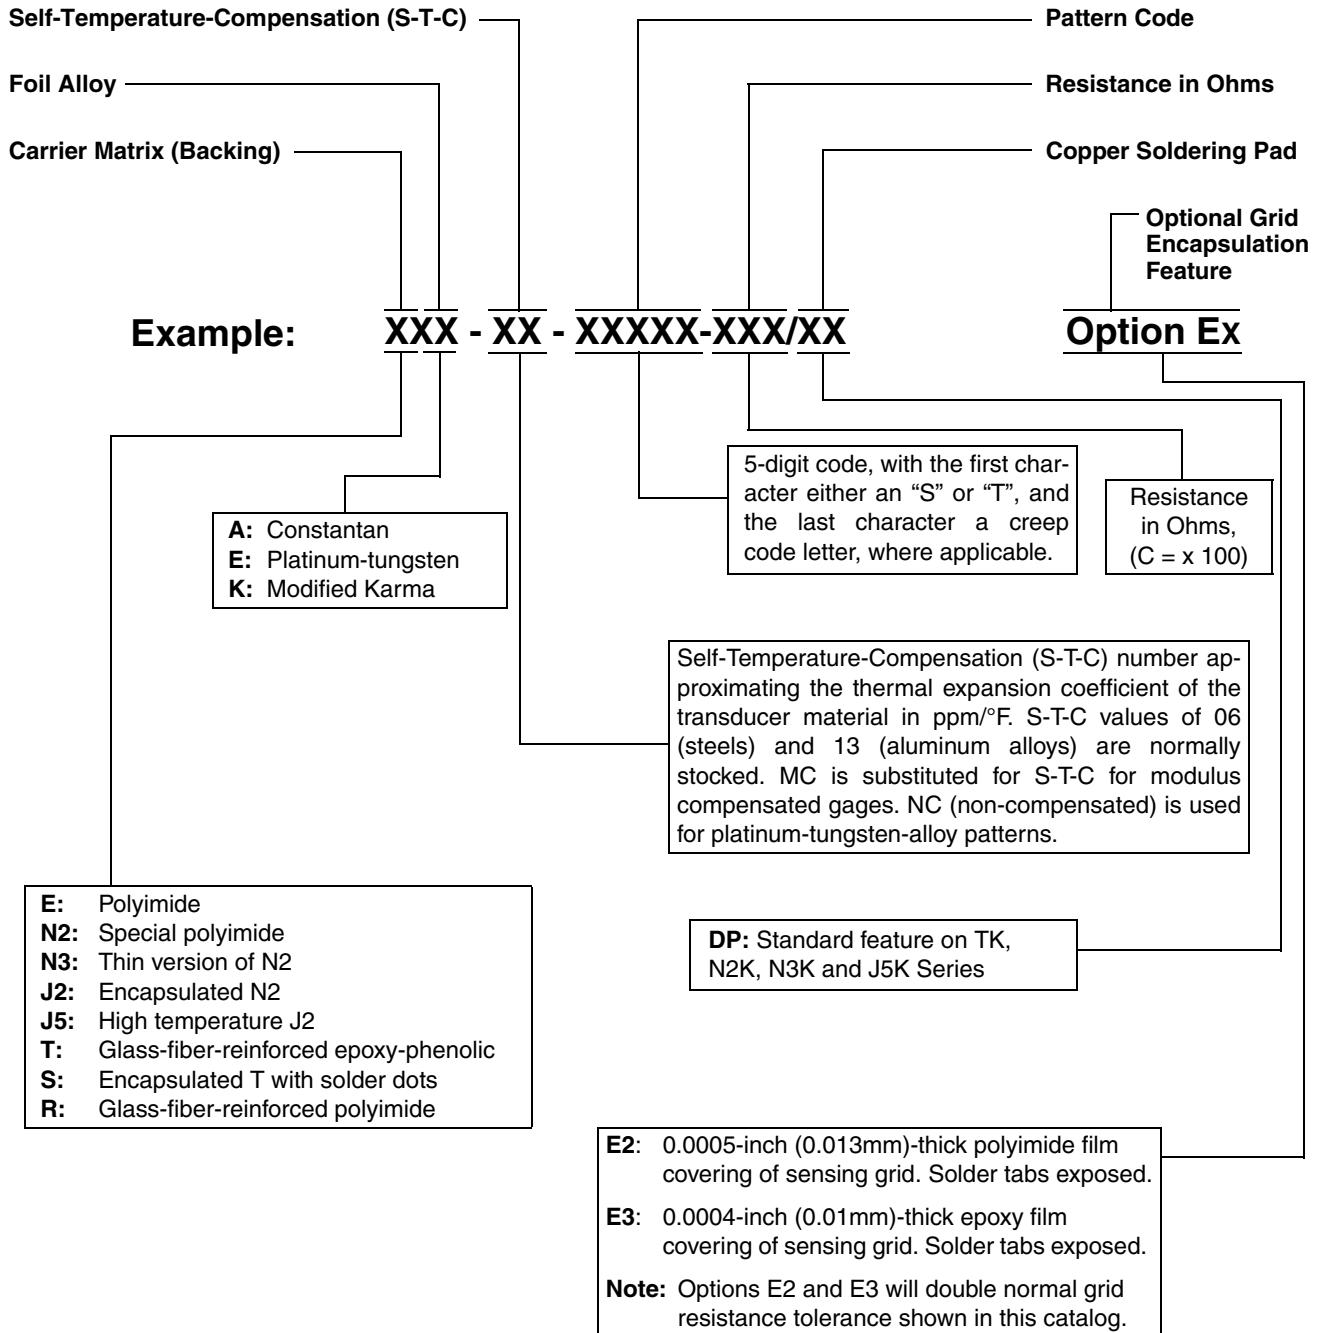 Self-Temperature-Compensation (S-T-C)
Pattern Code
Foil Alloy
Resistance in Ohms
Carrier Matrix (Backing)
Copper Soldering Pad
Optional Grid
Encapsulation
Feature
Example: XXX - XX - XXXXX-XXX/XX Option Ex
5-digit code, with the first char-
acter either an “S” or “T”, and
the last character a creep
code letter, where applicable.
Resistance
in Ohms,
(C = x 100)
A: Constantan
E: Platinum-tungsten
K: Modified Karma
Self-Temperature-Compensation (S-T-C) number ap-
proximating the thermal expansion coefficient of the
transducer material in ppm/°F. S-T-C values of 06
(steels) and 13 (aluminum alloys) are normally
stocked. MC is substituted for S-T-C for modulus
compensated gages. NC (non-compensated) is used
for platinum-tungsten-alloy patterns.
E: Polyimide
N2: Special polyimide
N3: Thin version of N2
J2: Encapsulated N2
J5: High temperature J2
T: Glass-fiber-reinforced epoxy-phenolic
S: Encapsulated T with solder dots
R: Glass-fiber-reinforced polyimide
DP: Standard feature on TK,
N2K, N3K and J5K Series
E2: 0.0005-inch (0.013mm)-thick polyimide film
covering of sensing grid. Solder tabs exposed.
E3: 0.0004-inch (0.01mm)-thick epoxy film
covering of sensing grid. Solder tabs exposed.
Note: Options E2 and E3 will double normal grid
resistance tolerance shown in this catalog.